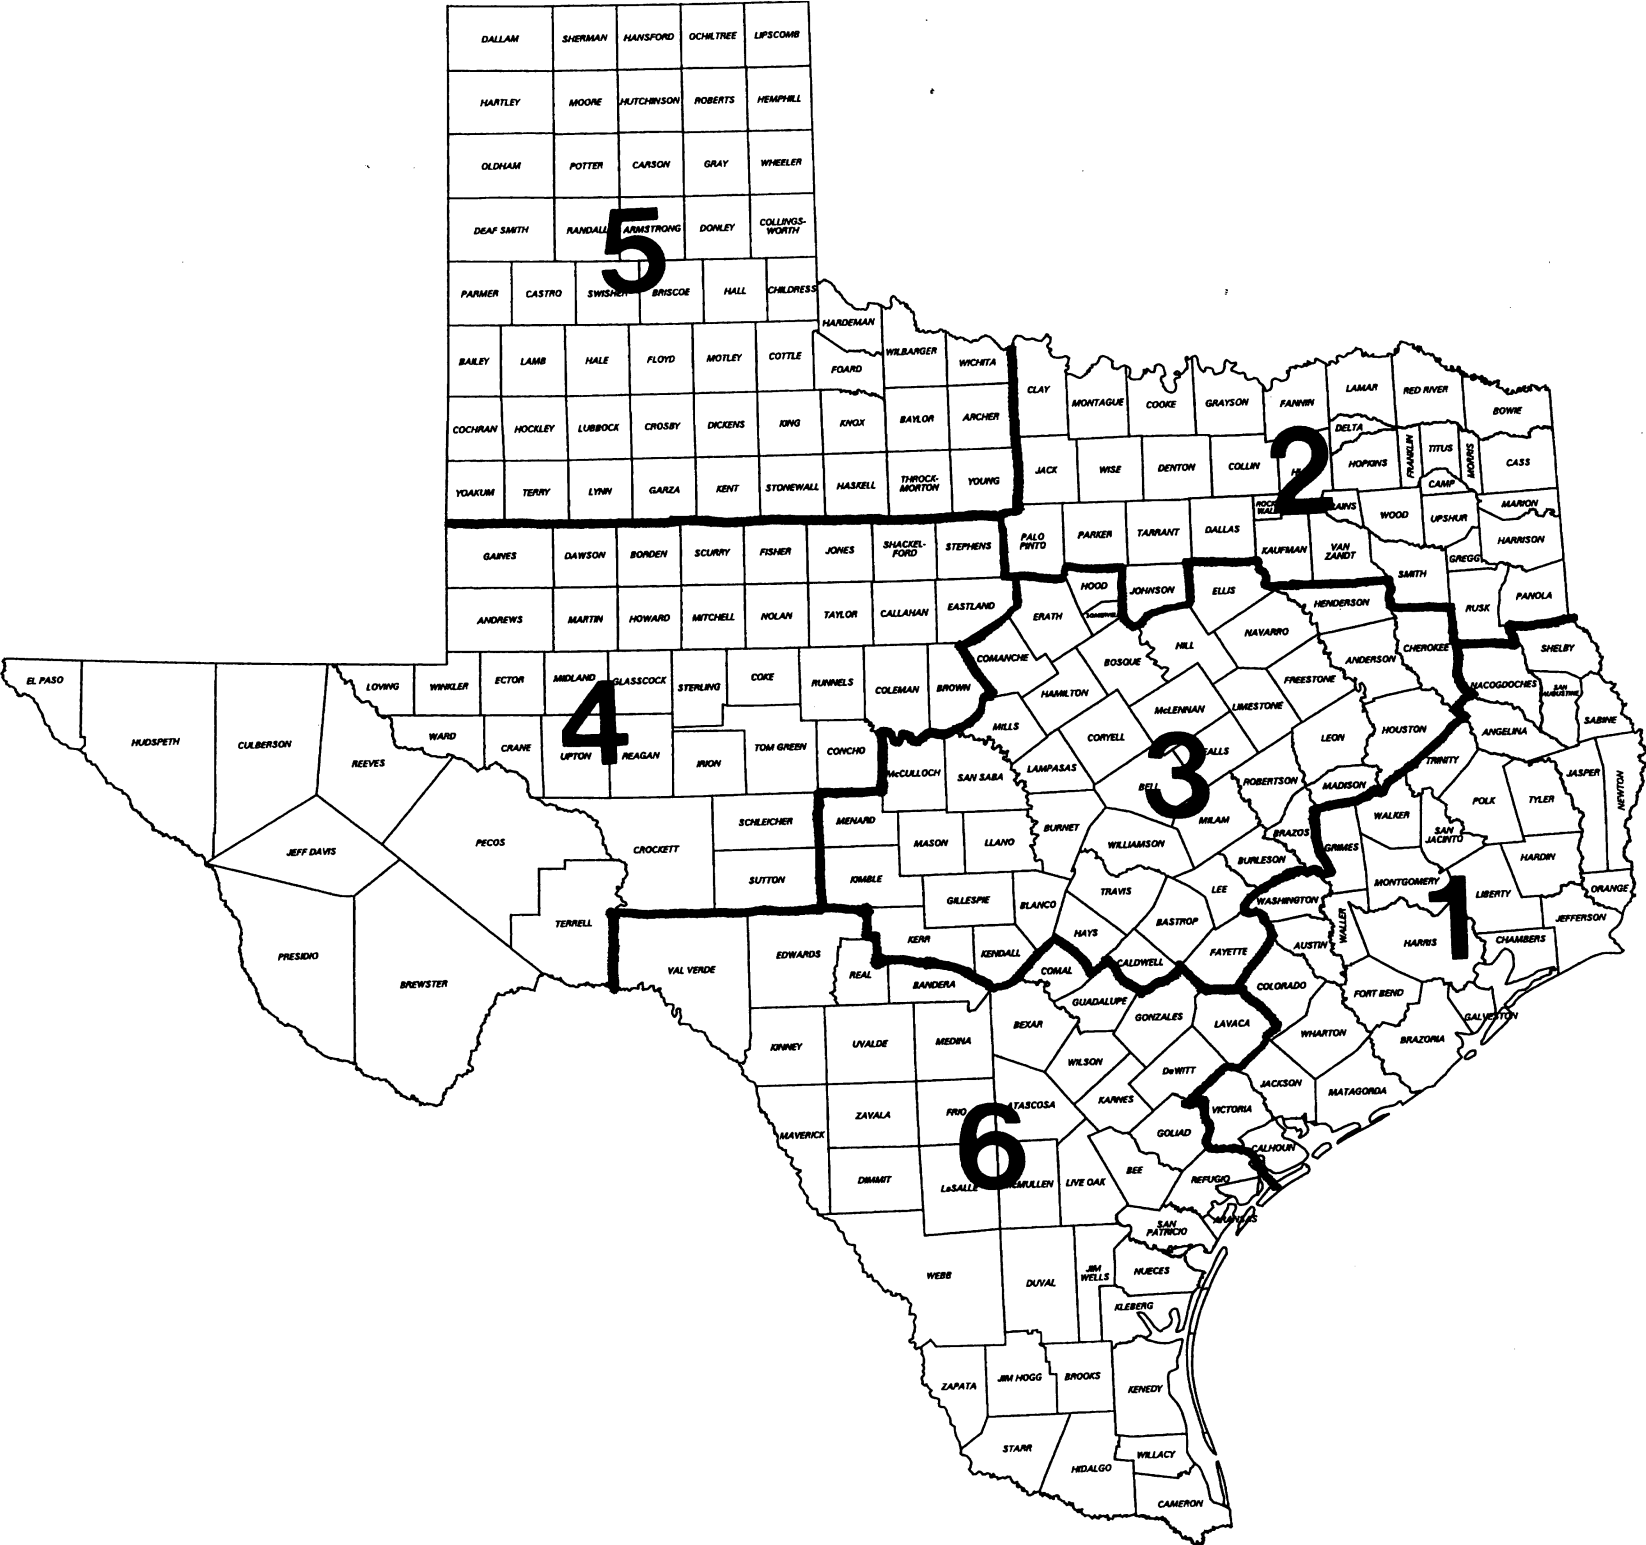 DALLAM SHERMAN HANSFORD OCHILTREE LIPSCOMB
HARTLEY MOORE HUTCHINSON ROBERTS HEMPHILL
OLDHAM POTTER CARSON GRAY WHEELER
DEAF SMITH RANDALL ARMSTRONG DONLEY COLLINGS-
WORTH
5
PARMER CASTRO SWISHER BRISCOE HALL CHILDRESS
HARDEMAN
BAILEY LAMB HALE FLOYD MOTLEY COTTLE FOARD WILBARGER WICHITA
CLAY MONTAGUE COOKE GRAYSON FANNIN LAMAR RED RIVER BOWIE
DELTA
COCHRAN HOCKLEY LUBBOCK CROSBY DICKENS KING KNOX BAYLOR ARCHER
JACK WISE DENTON COLLIN HOPKINS FRANKLIN TITUS MORRIS CASS
2
CAMP
YOAKUM TERRY LYNN GARZA KENT STONEWALL HASKELL THROCK-
MORTON YOUNG
ROCK
WALL WOOD UPSHUR MARION
PALO
PINTO PARKER TARRANT DALLAS KAUFMAN VAN
ZANDT SMITH GREGG HARRISON
GAINES DAWSON BORDEN SCURRY FISHER JONES SHACKEL-
FORD STEPHENS
HOOD JOHNSON ELLIS HENDERSON RUSK PANOLA
SOMERVELL
ANDREWS MARTIN HOWARD MITCHELL NOLAN TAYLOR CALLAHAN EASTLAND
ERATH HILL NAVARRO CHEROKEE SHELBY
COMANCHE BOSQUE ANDERSON
EL PASO LOVING WINKLER ECTOR MIDLAND GLASSCOCK STERLING COKE RUNNELS COLEMAN BROWN
HAMILTON FREESTONE NACOGDOCHES SAN
AUGUSTINE
4
McLENNAN LIMESTONE SABINE
HUDSPETH CULBERSON REEVES WARD CRANE UPTON REAGAN IRION TOM GREEN CONCHO
MILLS CORYELL LEON HOUSTON ANGELINA
3
McCULLOCH SAN SABA LAMPASAS BELL ROBERTSON MADISON TRINITY JASPER NEWTON
POLK TYLER
SCHLEICHER MENARD BURNET MILAM WALKER
JEFF DAVIS PECOS CROCKETT MASON LLANO WILLIAMSON BRAZOS GRIMES SAN
JACINTO
HARDIN
SUTTON KIMBLE BURLESON
GILLESPIE BLANCO TRAVIS LEE WASHINGTON MONTGOMERY LIBERTY ORANGE
1
TERRELL BASTROP WALLER JEFFERSON
KERR KENDALL HAYS AUSTIN HARRIS CHAMBERS
PRESIDIO BREWSTER VAL VERDE EDWARDS REAL BANDERA COMAL CALDWELL FAYETTE
COLORADO FORT BEND
GUADALUPE GALVESTON
KINNEY UVALDE MEDINA BEXAR GONZALES LAVACA WHARTON BRAZORIA
WILSON DeWITT JACKSON MATAGORDA
ZAVALA FRIO ATASCOSA KARNES VICTORIA
6
MAVERICK GOLIAD CALHOUN
DIMMIT LaSALLE McMULLEN LIVE OAK BEE REFUGIO
ARANSAS
SAN
PATRICIO
WEBB DUVAL JIM
WELLS NUECES
KLEBERG
ZAPATA JIM HOGG BROOKS KENEDY
STARR HIDALGO WILLACY
CAMERON